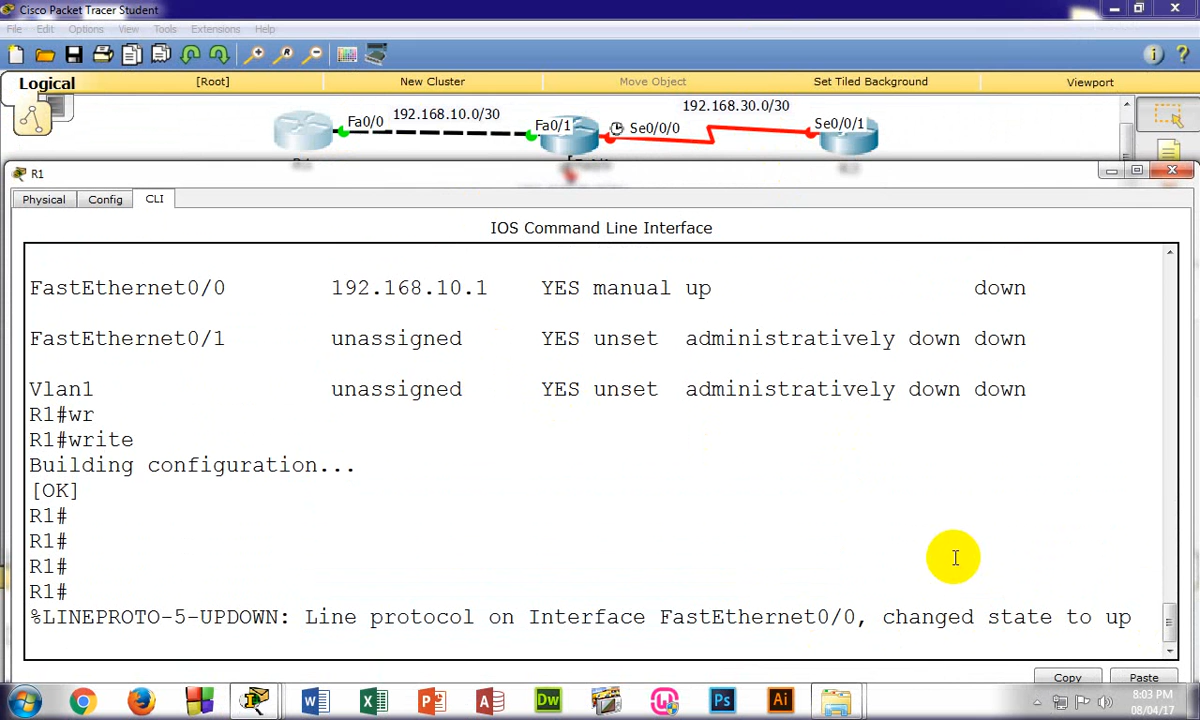 Cisco Packet Tracer Student
File Edit Options View Tools Extensions Help
Logical [Root] New Cluster Move Object Set Tiled Background Viewport
Fa0/0 192.168.10.0/30 Fa0/1 Se0/0/0 192.168.30.0/30 Se0/0/1
R1
Physical Config CLI
IOS Command Line Interface
FastEthernet0/0 192.168.10.1 YES manual up down
FastEthernet0/1 unassigned YES unset administratively down down
Vlan1 unassigned YES unset administratively down down
R1#wr
R1#write
Building configuration...
[OK]
R1#
R1#
R1#
R1#
%LINEPROTO-5-UPDOWN: Line protocol on Interface FastEthernet0/0, changed state to up
Copy Paste
8:03 PM
08/04/17